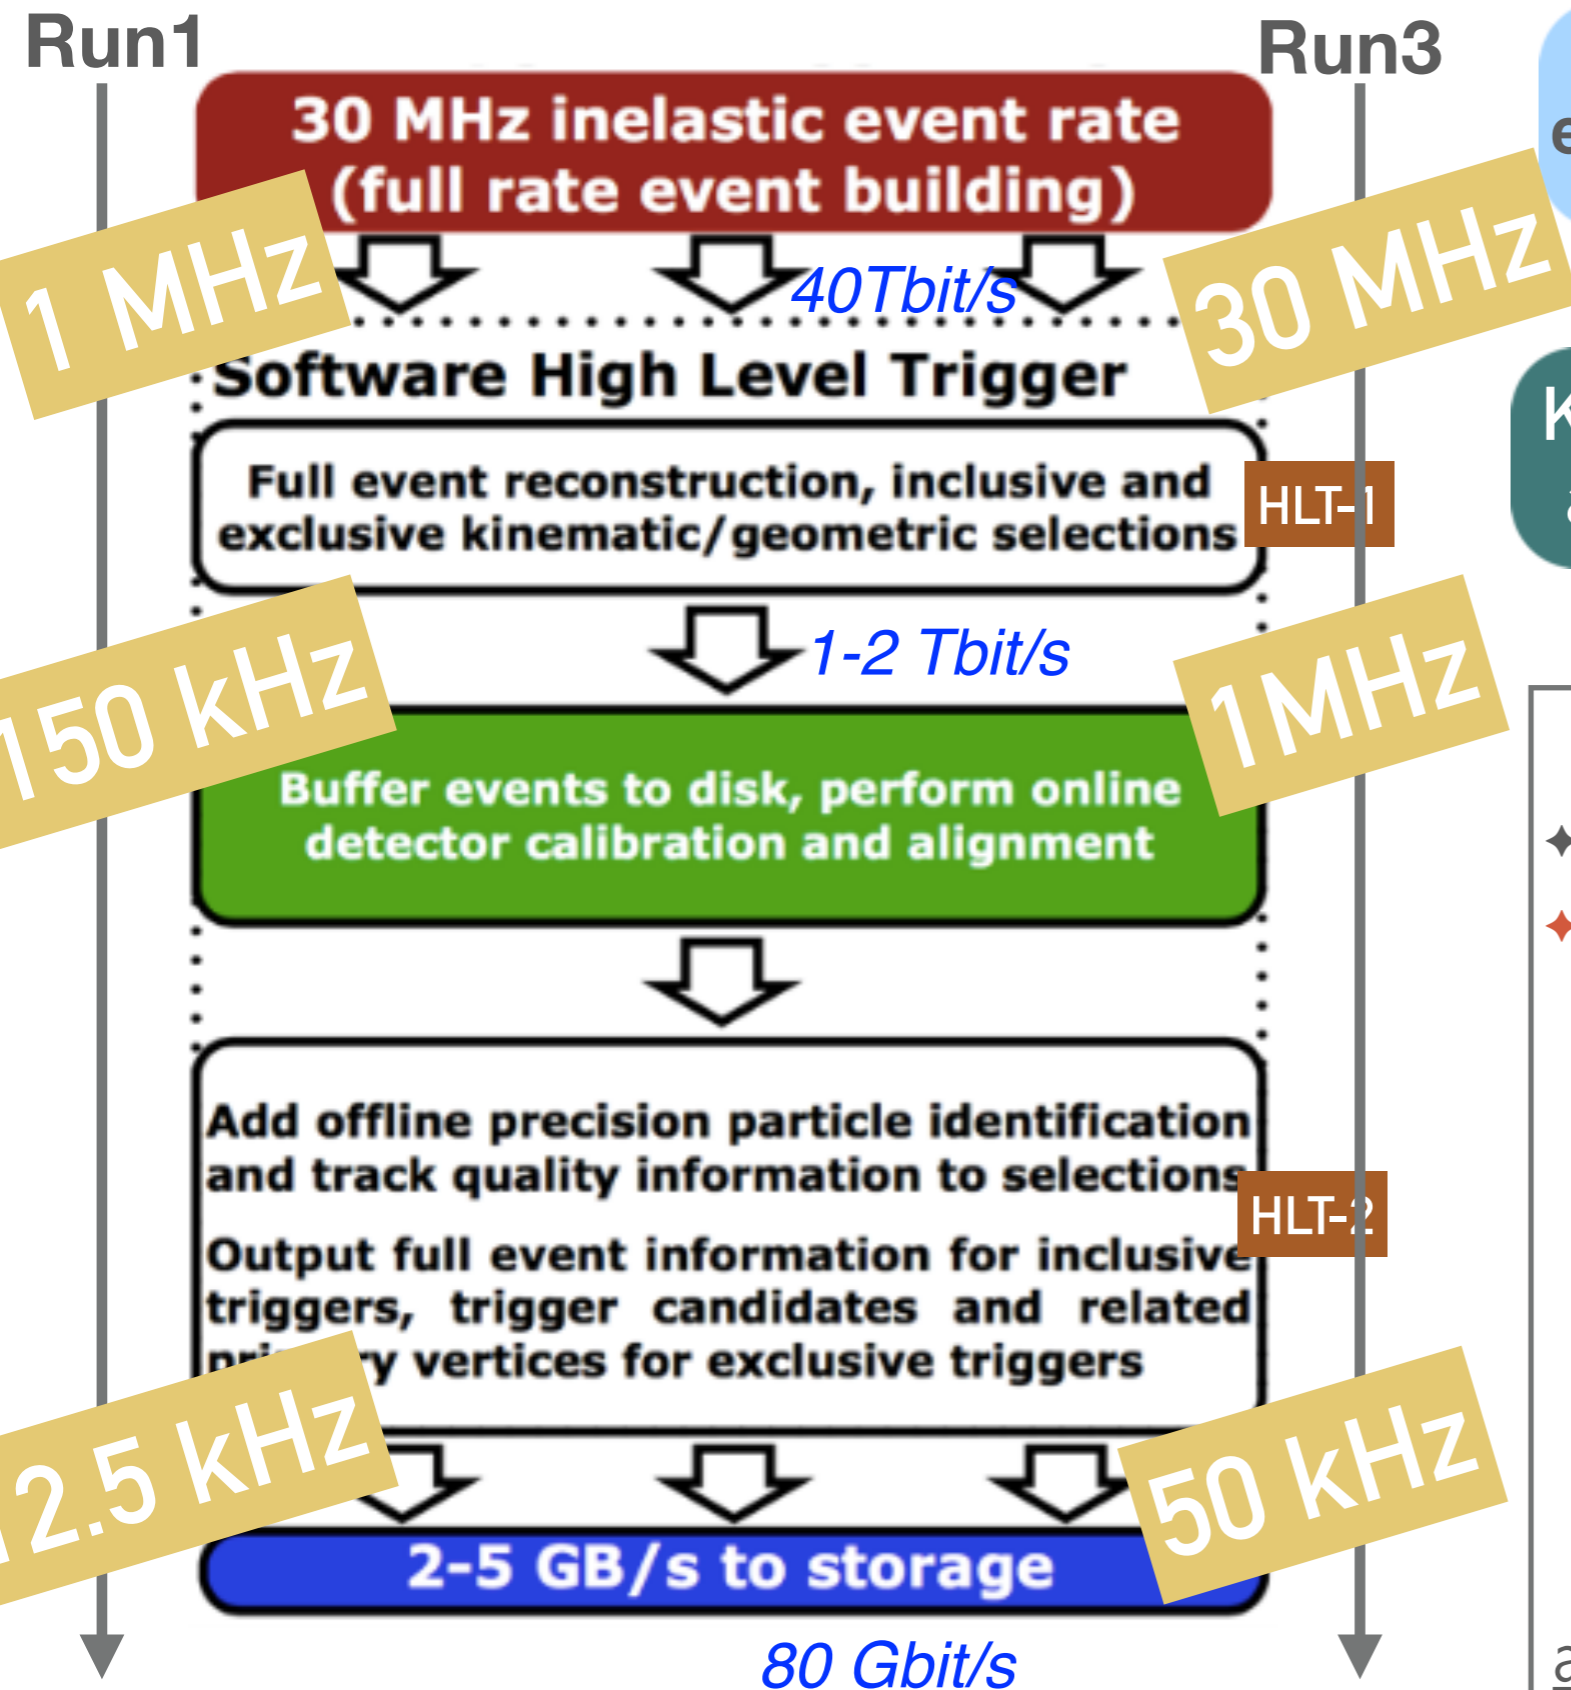 Run1
Run3
30 MHz inelastic event rate
(full rate event building)
1 MHz
40Tbit/s
30 MHz
Software High Level Trigger
Full event reconstruction, inclusive and
exclusive kinematic/geometric selections
HLT-1
150 kHz
1-2 Tbit/s
1MHz
Buffer events to disk, perform online
detector calibration and alignment
Add offline precision particle identification
and track quality information to selections
HLT-2
Output full event information for inclusive
triggers, trigger candidates and related
vertices for exclusive triggers
2.5 kHz
50 kHz
2-5 GB/s to storage
80 Gbit/s